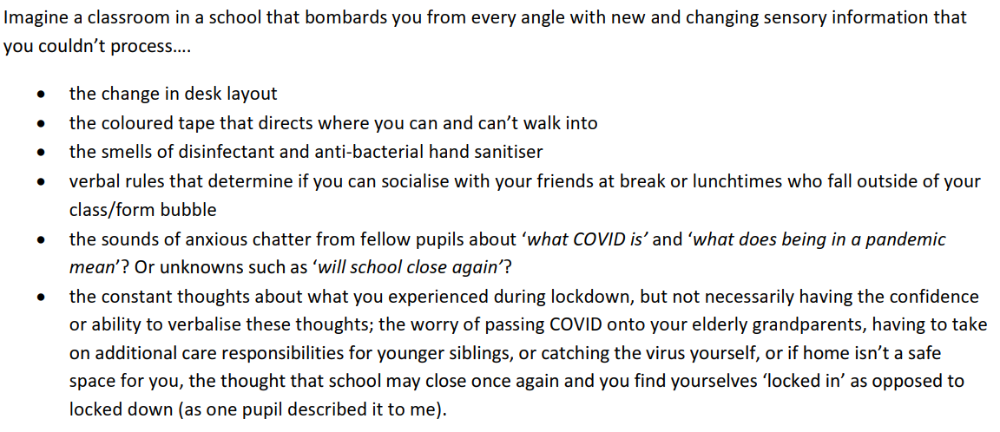 Imagine a classroom in a school that bombards you from every angle with new and changing sensory information that
you couldn’t process….
• the change in desk layout
• the coloured tape that directs where you can and can’t walk into
• the smells of disinfectant and anti-bacterial hand sanitiser
• verbal rules that determine if you can socialise with your friends at break or lunchtimes who fall outside of your
class/form bubble
• the sounds of anxious chatter from fellow pupils about ‘what COVID is’ and ‘what does being in a pandemic
mean’? Or unknowns such as ‘will school close again’?
• the constant thoughts about what you experienced during lockdown, but not necessarily having the confidence
or ability to verbalise these thoughts; the worry of passing COVID onto your elderly grandparents, having to take
on additional care responsibilities for younger siblings, or catching the virus yourself, or if home isn’t a safe
space for you, the thought that school may close once again and you find yourselves ‘locked in’ as opposed to
locked down (as one pupil described it to me).